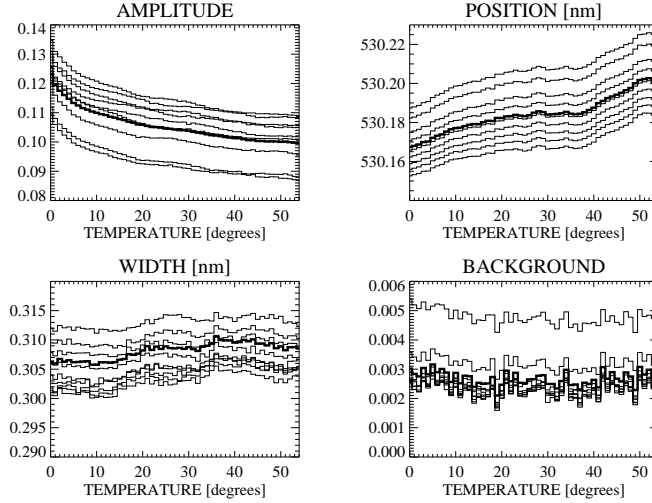 AMPLITUDE
POSITION [nm]
0.14
0.13
0.12
0.11
0.10
0.09
0.08
0 10 20 30 40 50
TEMPERATURE [degrees]
530.22
530.20
530.18
530.16
0 10 20 30 40 50
TEMPERATURE [degrees]
WIDTH [nm]
BACKGROUND
0.315
0.310
0.305
0.300
0.295
0.290
0 10 20 30 40 50
TEMPERATURE [degrees]
0.006
0.005
0.004
0.003
0.002
0.001
0.000
0 10 20 30 40 50
TEMPERATURE [degrees]